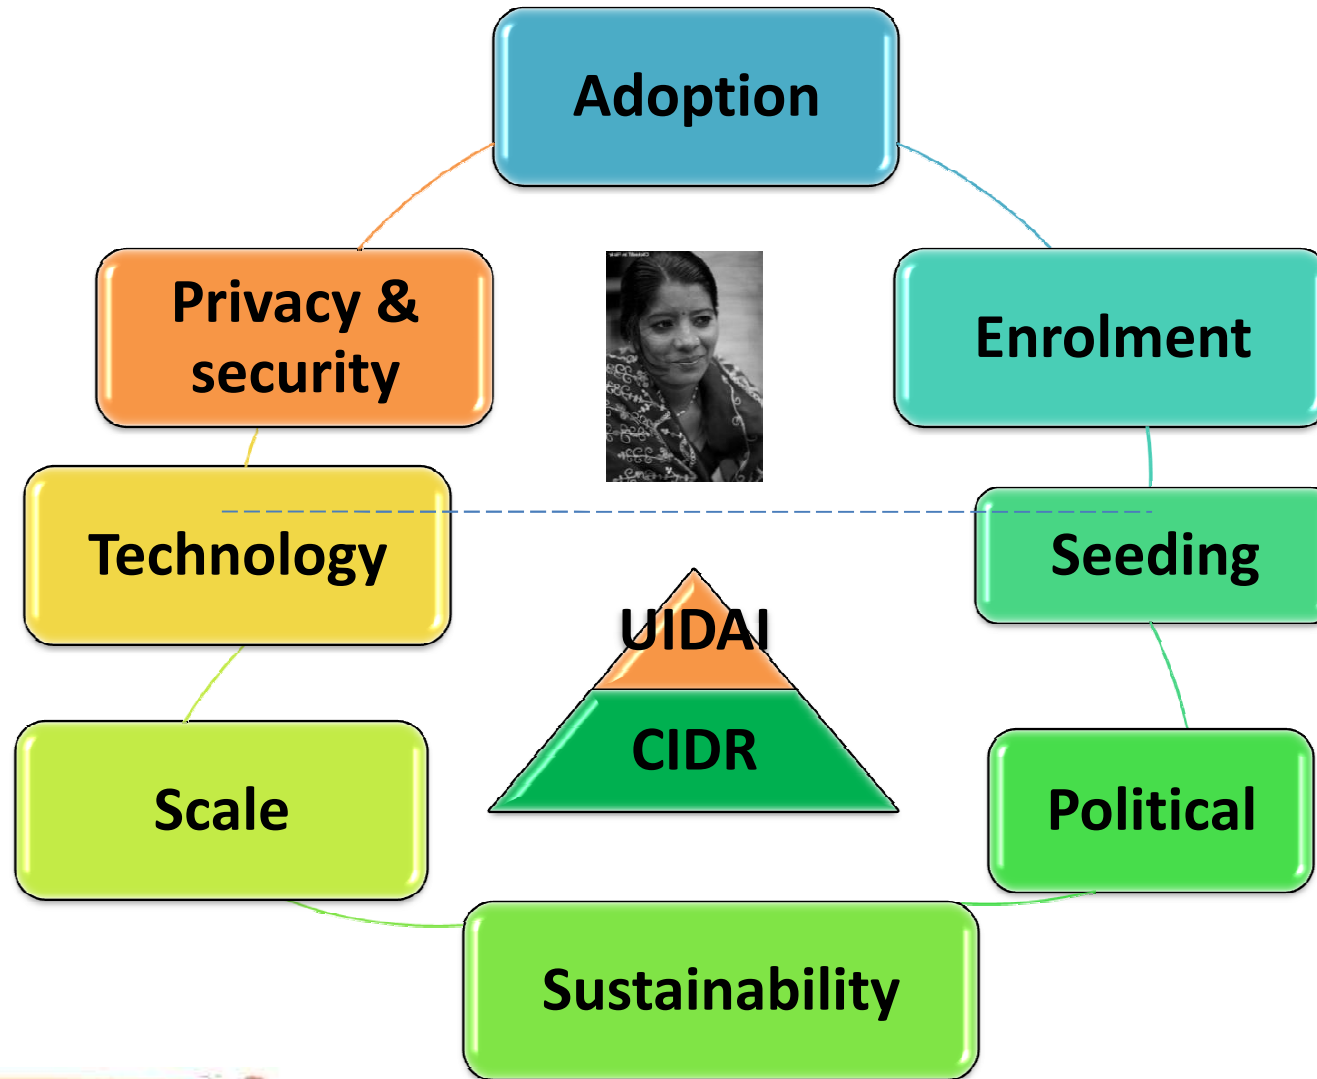 Adoption
Privacy &
security
Enrolment
Technology
Seeding
UIDAI
CIDR
Scale
Political
Sustainability